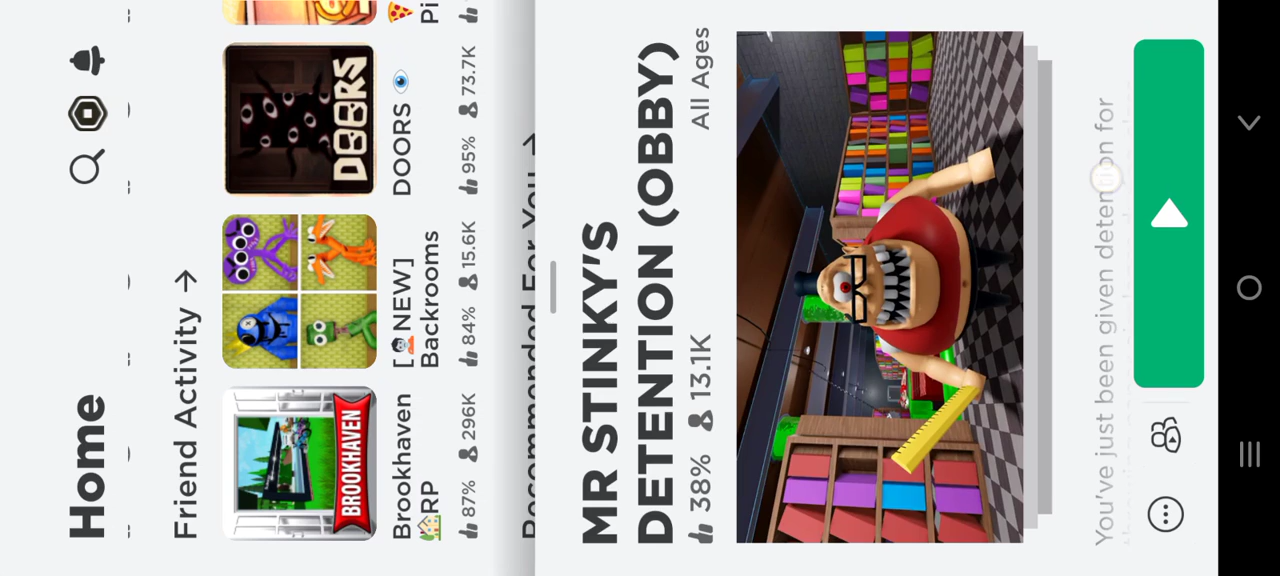 Home
Friend Activity →
BROOKHAVEN
DOORS
Brookhaven
🏡RP
[🧟NEW]
Backrooms
DOORS 👁️
87% 296K
84% 15.6K
95% 73.7K
Pi
Recommended For You →
MR STINKY'S
DETENTION (OBBY)
38% 13.1K
All Ages
You've just been given detention for